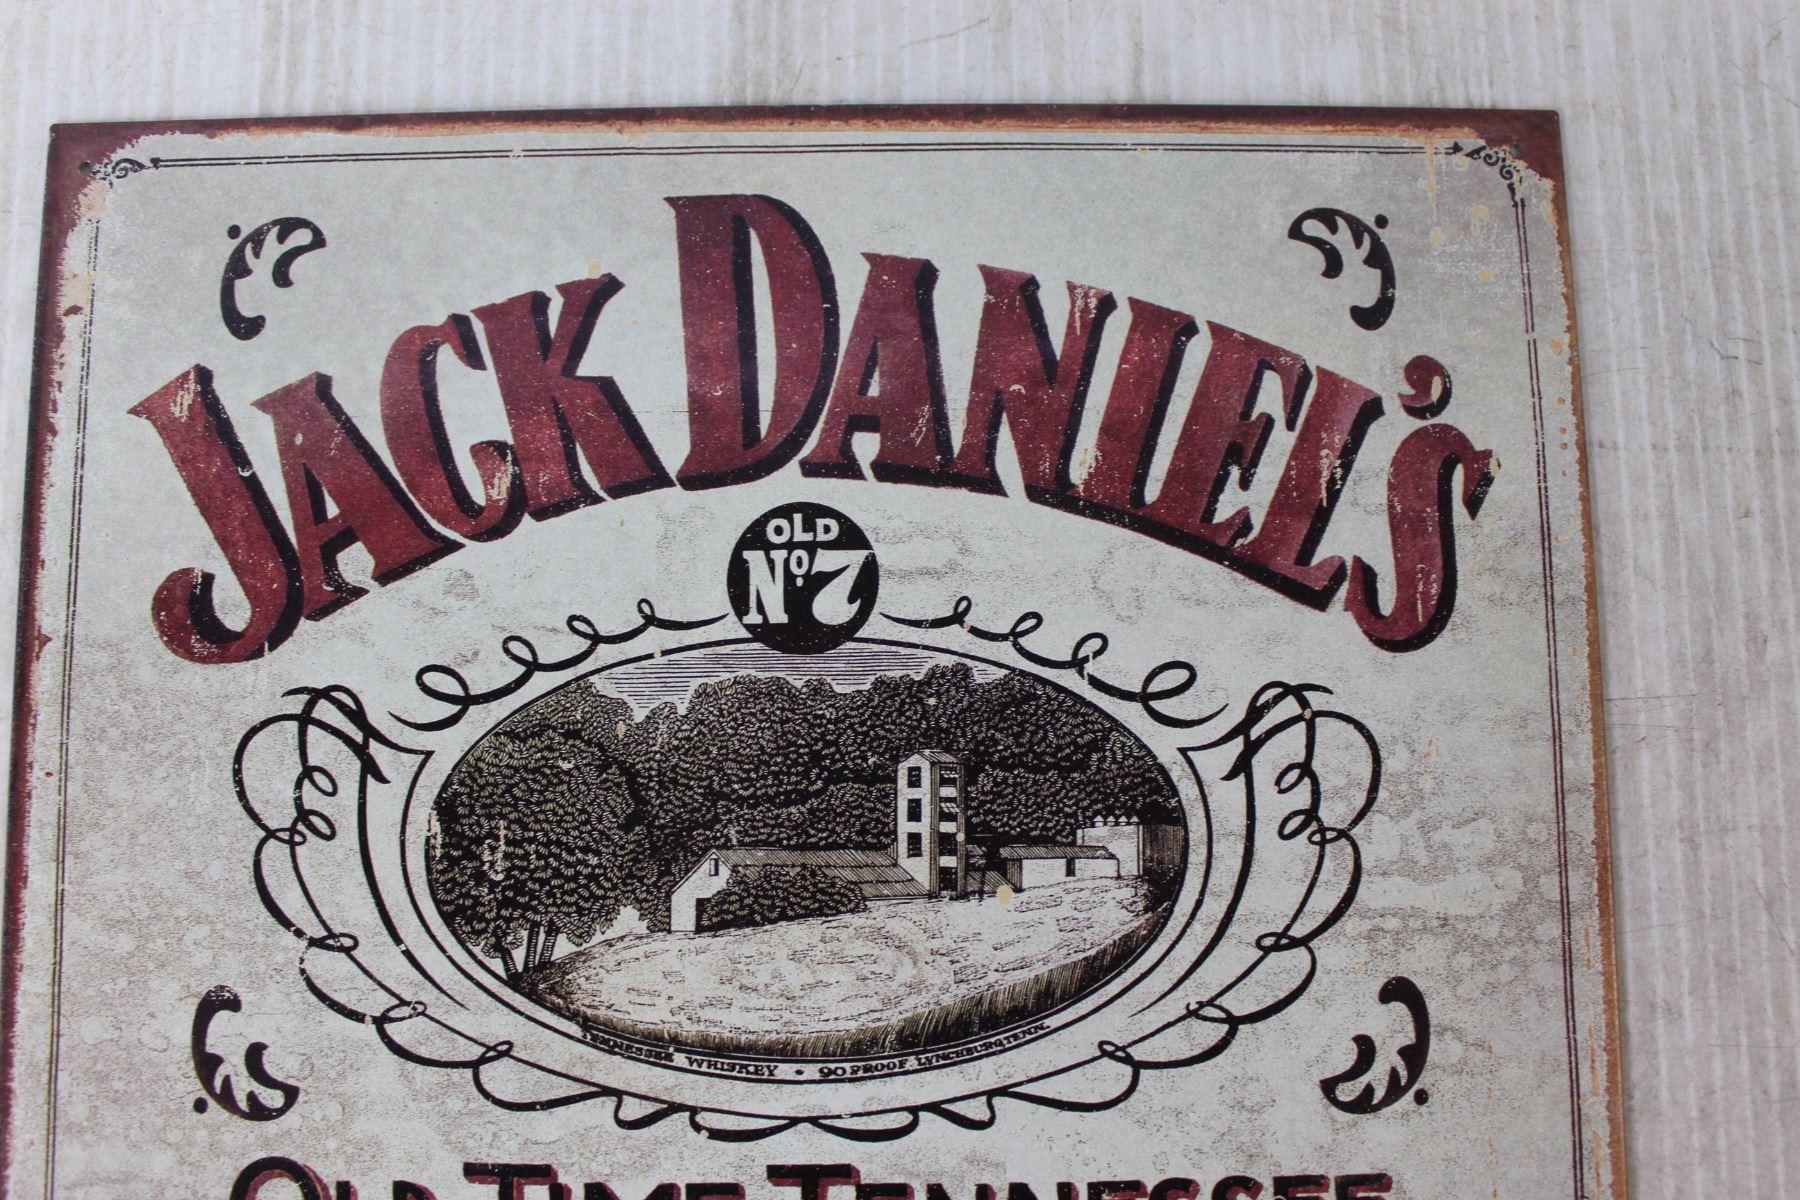 JACK DANIEL'S
OLD
No. 7
TENNESSEE WHISKEY • 90 PROOF LYNCHBURG, TENN.
OLD TIME TENNESSEE